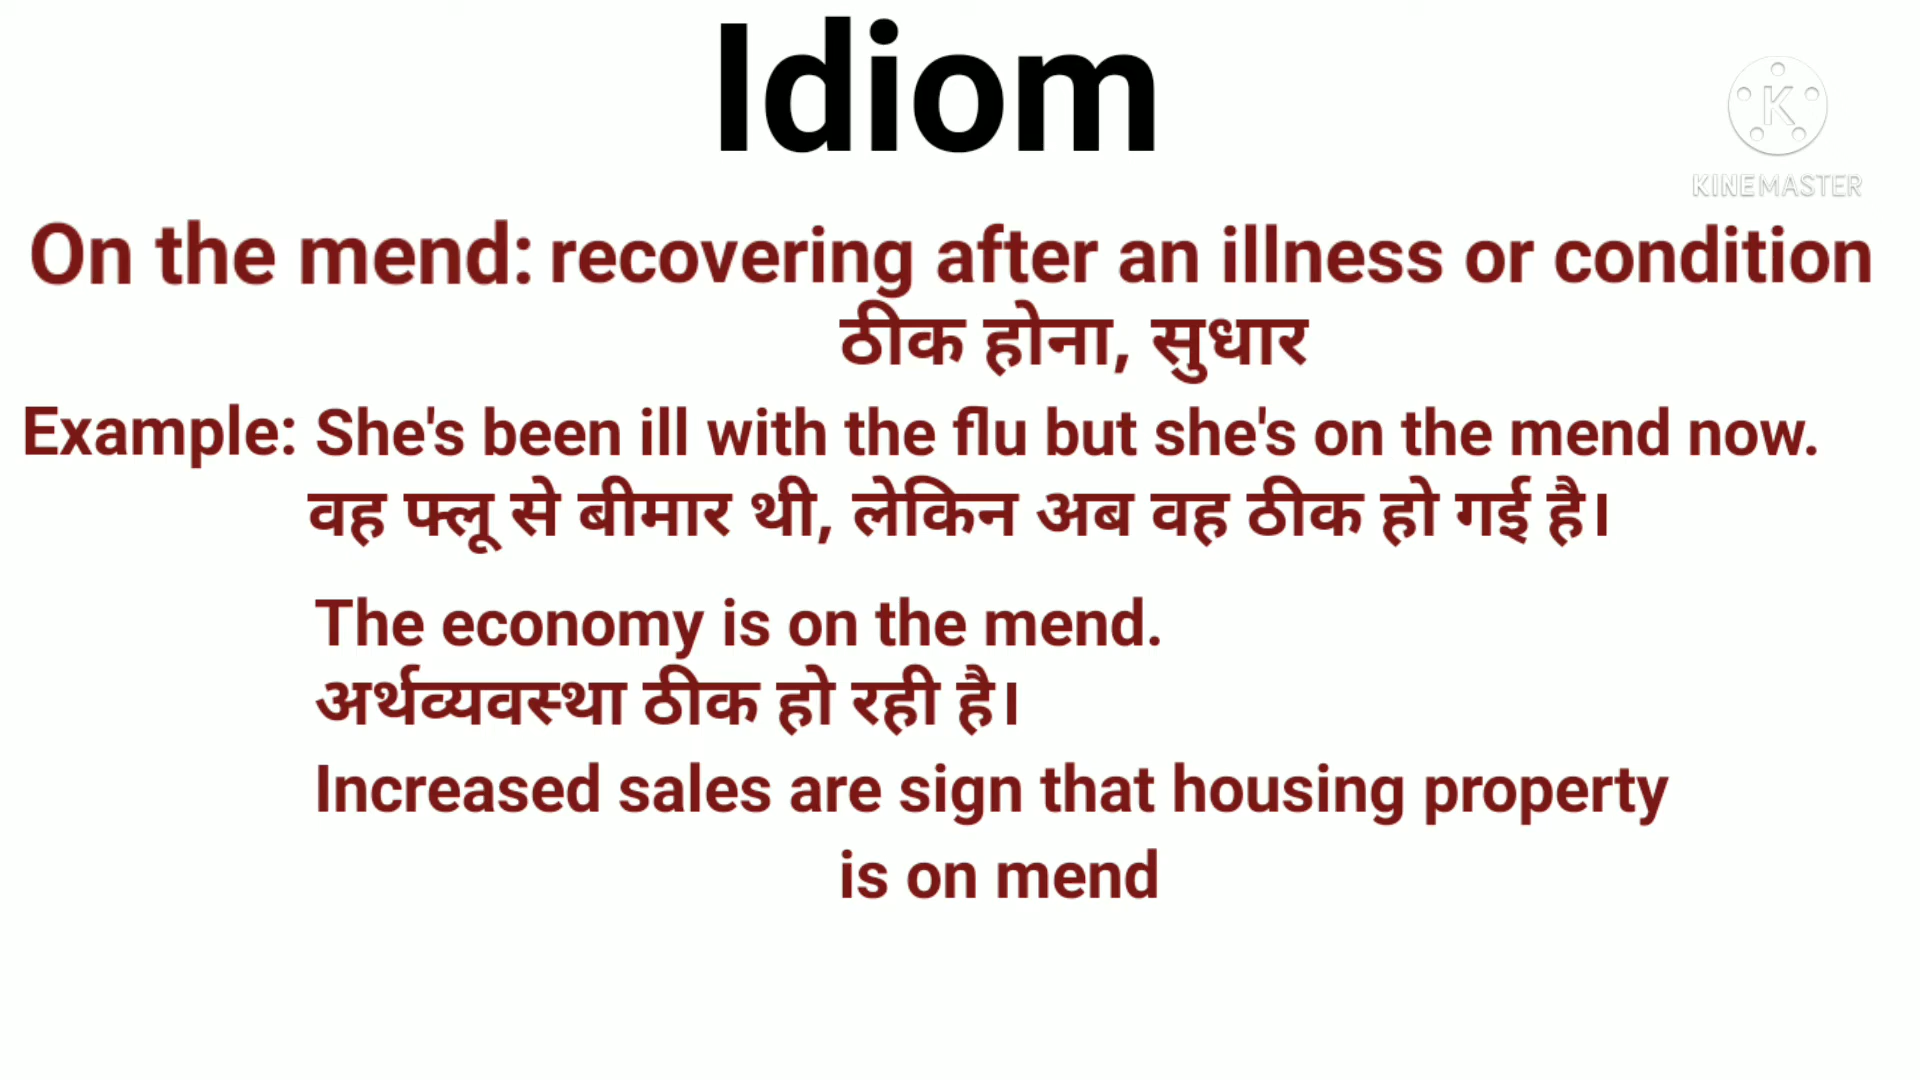 Idiom
KINEMASTER
On the mend: recovering after an illness or condition
ठीक होना, सुधार
Example: She's been ill with the flu but she's on the mend now.
वह फ्लू से बीमार थी, लेकिन अब वह ठीक हो गई है।
The economy is on the mend.
अर्थव्यवस्था ठीक हो रही है।
Increased sales are sign that housing property
is on mend